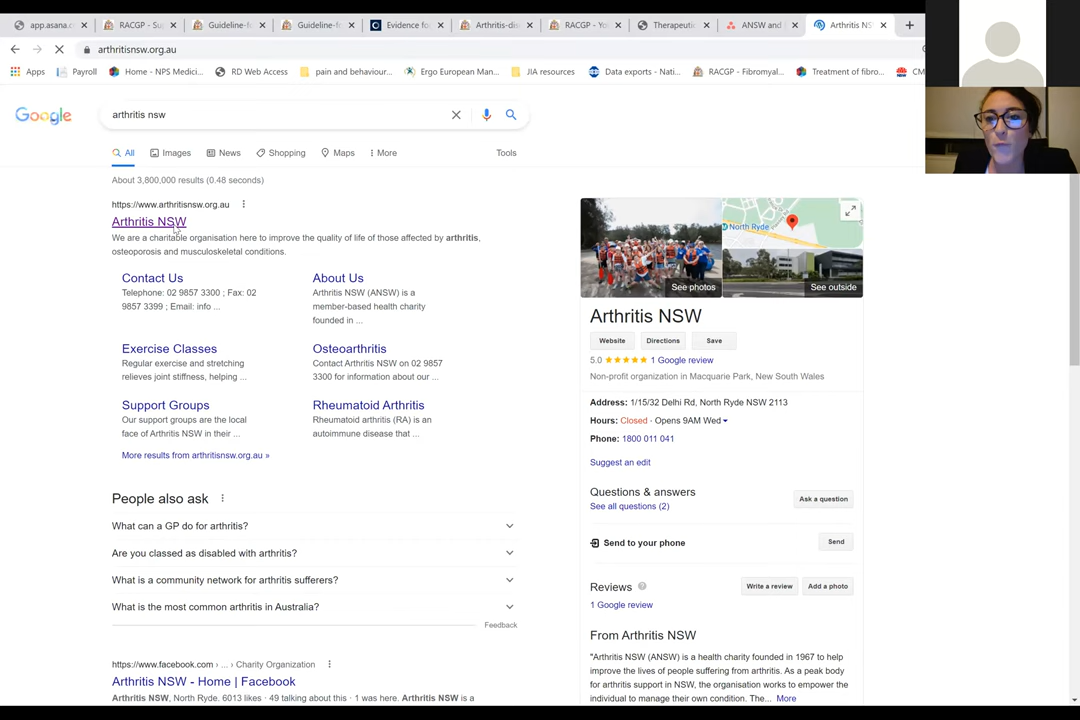 app.asana.c
RACGP - Su
Guideline-fo
Guideline-fo
Evidence fo
Arthritis-di
RACGP - Yo
Therapeutic
ANSW and
Arthritis N
arthritisnsw.org.au
Apps
Payroll
Home - NPS Medici...
RD Web Access
pain and behaviour...
Ergo European Man...
JIA resources
Data exports - Nati...
RACGP - Fibromyal...
Treatment of fibro...
CM
Google
arthritis nsw
All
Images
News
Shopping
Maps
More
Tools
About 3,800,000 results (0.48 seconds)
https://www.arthritisnsw.org.au
Arthritis NSW
We are a charitable organisation here to improve the quality of life of those affected by arthritis,
osteoporosis and musculoskeletal conditions.
Contact Us
Telephone: 02 9857 3300 ; Fax: 02
9857 3399 ; Email: info ...
About Us
Arthritis NSW (ANSW) is a
member-based health charity
founded in ...
Exercise Classes
Regular exercise and stretching
relieves joint stiffness, helping ...
Osteoarthritis
Contact Arthritis NSW on 02 9857
3300 for information about our ...
Support Groups
Our support groups are the local
face of Arthritis NSW in their ...
Rheumatoid Arthritis
Rheumatoid arthritis (RA) is an
autoimmune disease that ...
More results from arthritisnsw.org.au »
People also ask
What can a GP do for arthritis?
Are you classed as disabled with arthritis?
What is a community network for arthritis sufferers?
What is the most common arthritis in Australia?
Feedback
https://www.facebook.com › ... › Charity Organization
Arthritis NSW - Home | Facebook
Arthritis NSW, North Ryde. 6013 likes · 49 talking about this · 1 was here. Arthritis NSW is a
North Ryde
See photos
See outside
Arthritis NSW
Website
Directions
Save
5.0 ★★★★★ 1 Google review
Non-profit organization in Macquarie Park, New South Wales
Address: 1/15/32 Delhi Rd, North Ryde NSW 2113
Hours: Closed · Opens 9AM Wed
Phone: 1800 011 041
Suggest an edit
Questions & answers
See all questions (2)
Ask a question
Send to your phone
Send
Reviews
1 Google review
Write a review
Add a photo
From Arthritis NSW
"Arthritis NSW (ANSW) is a health charity founded in 1967 to help
improve the lives of people suffering from arthritis. As a peak body
for arthritis support in NSW, the organisation works to empower the
individual to manage their own condition. The... More